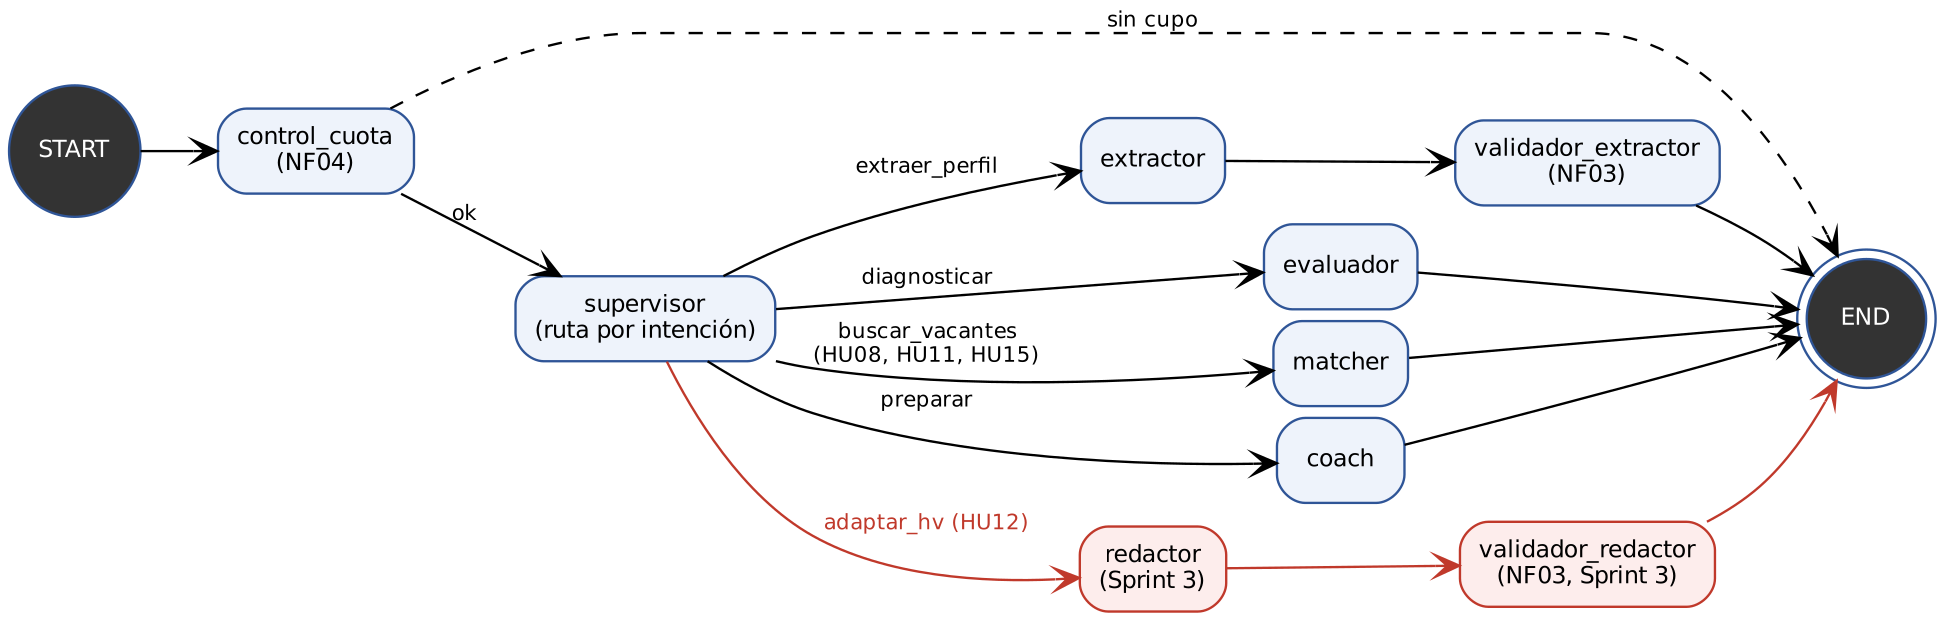 sin cupo
START
control_cuota
(NF04)
ok
supervisor
(ruta por intención)
extraer_perfil
extractor
validador_extractor
(NF03)
diagnosticar
evaluador
buscar_vacantes
(HU08, HU11, HU15)
matcher
preparar
coach
END
adaptar_hv (HU12)
redactor
(Sprint 3)
validador_redactor
(NF03, Sprint 3)